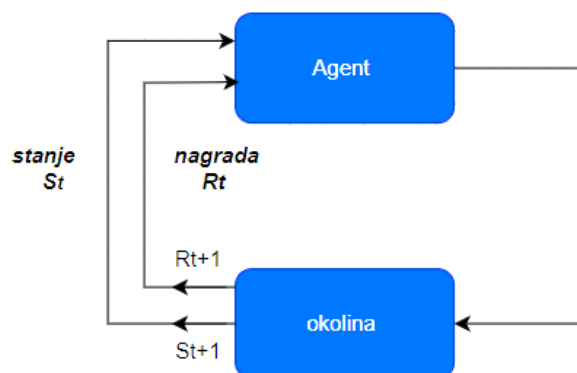 Agent
stanje
St
nagrada
Rt
Rt+1
okolina
St+1